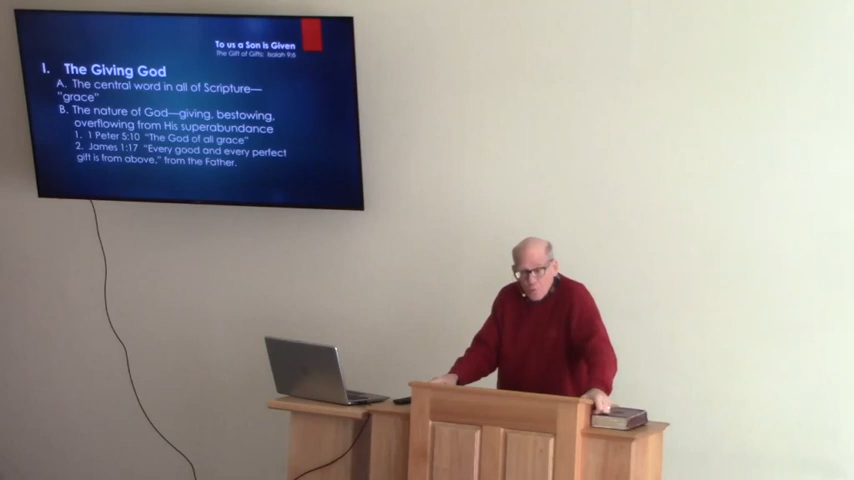 To us a Son is Given
The Gift of Gifts: Isaiah 9:6
I. The Giving God
A. The central word in all of Scripture—
"grace"
B. The nature of God—giving, bestowing,
overflowing from His superabundance
1. 1 Peter 5:10 "The God of all grace"
2. James 1:17 "Every good and every perfect
gift is from above," from the Father.